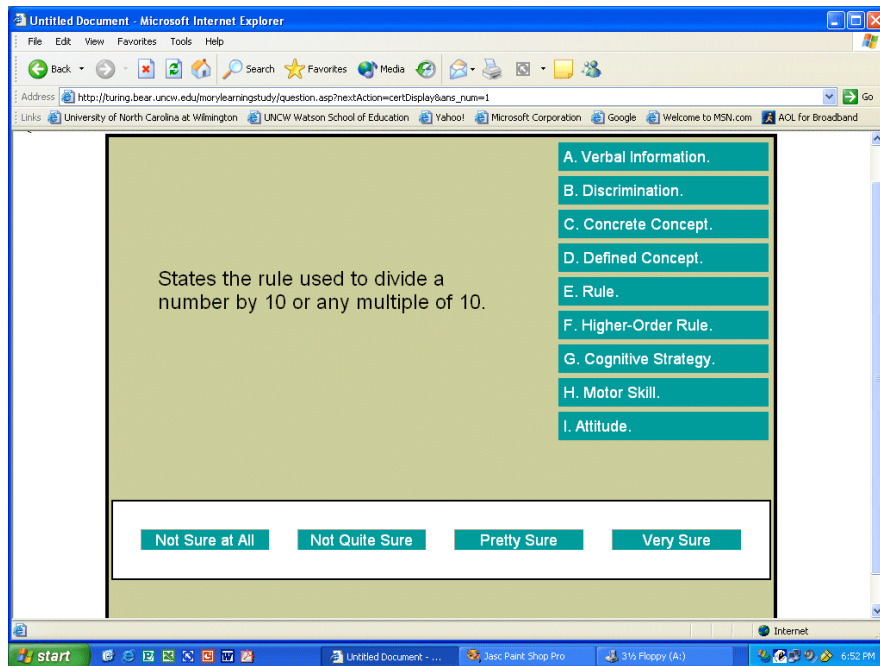 Untitled Document - Microsoft Internet Explorer
File Edit View Favorites Tools Help
Back Search Favorites Media
Address http://turing.bear.uncw.edu/morylearningstudy/question.asp?nextAction=certDisplay&ans_num=1 Go
Links University of North Carolina at Wilmington UNCW Watson School of Education Yahoo! Microsoft Corporation Google Welcome to MSN.com AOL for Broadband
A. Verbal Information.
B. Discrimination.
C. Concrete Concept.
D. Defined Concept.
States the rule used to divide a
number by 10 or any multiple of 10.
E. Rule.
F. Higher-Order Rule.
G. Cognitive Strategy.
H. Motor Skill.
I. Attitude.
Not Sure at All Not Quite Sure Pretty Sure Very Sure
Internet
start Untitled Document - ... Jasc Paint Shop Pro 3½ Floppy (A:) 6:52 PM